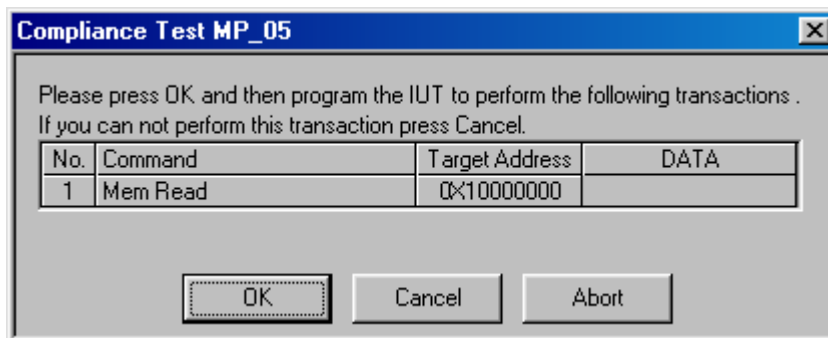 Compliance Test MP_05
Please press OK and then program the IUT to perform the following transactions .
If you can not perform this transaction press Cancel.
No. Command Target Address DATA
1 Mem Read 0X10000000
OK Cancel Abort